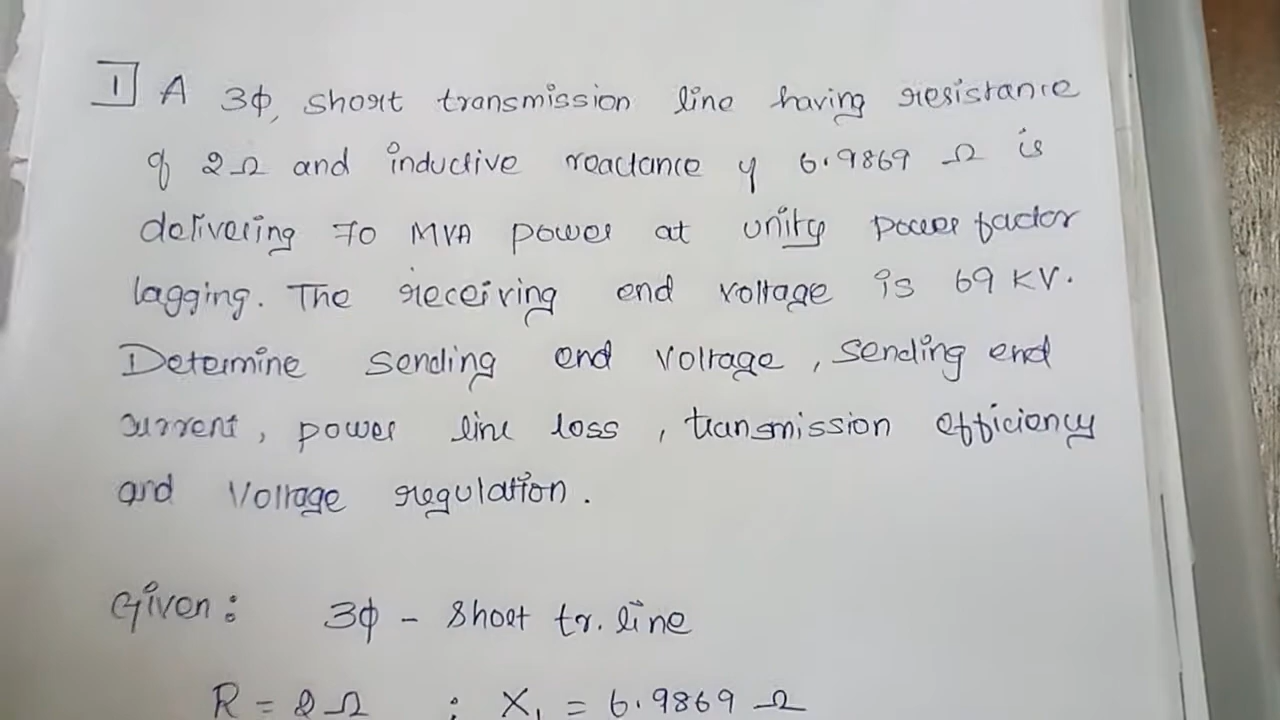 1 A 3ϕ, short transmission line having resistance
of 2Ω and inductive reactance of 6.9869 Ω is
delivering 70 MVA power at unity power factor
lagging. The receiving end voltage is 69 KV.
Determine sending end voltage, sending end
current, power line loss, transmission efficiency
and voltage regulation.
Given: 3ϕ - short tr. line
R = 2Ω ; X = 6.9869 Ω